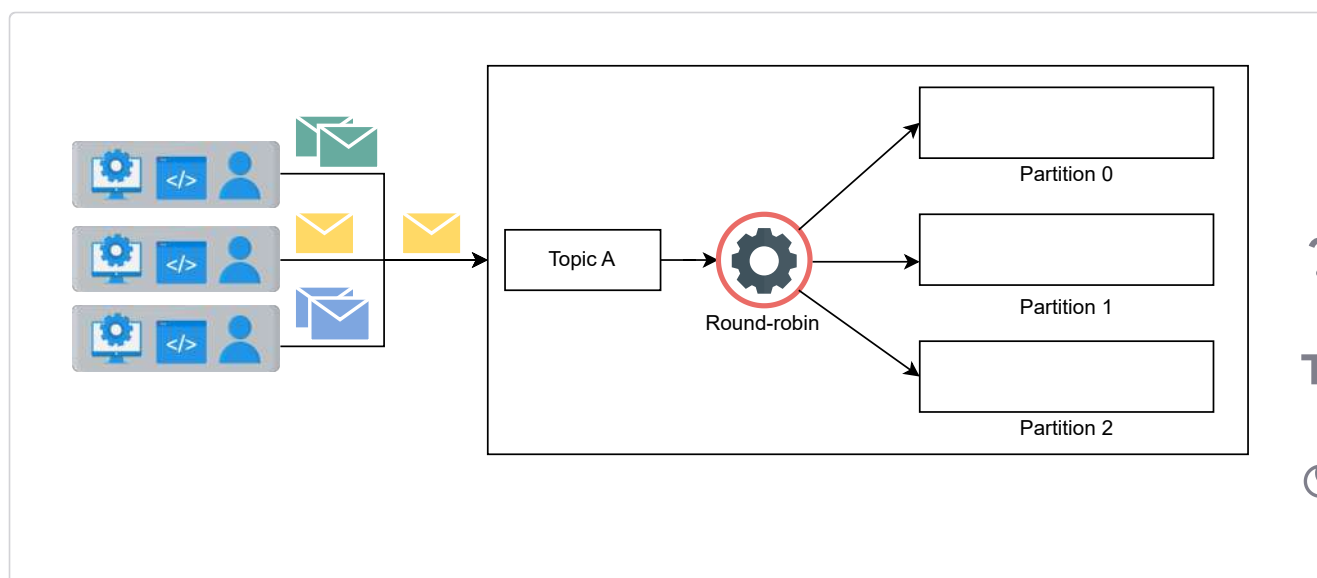 </>
</>
</>
Topic A
Round-robin
Partition 0
Partition 1
Partition 2